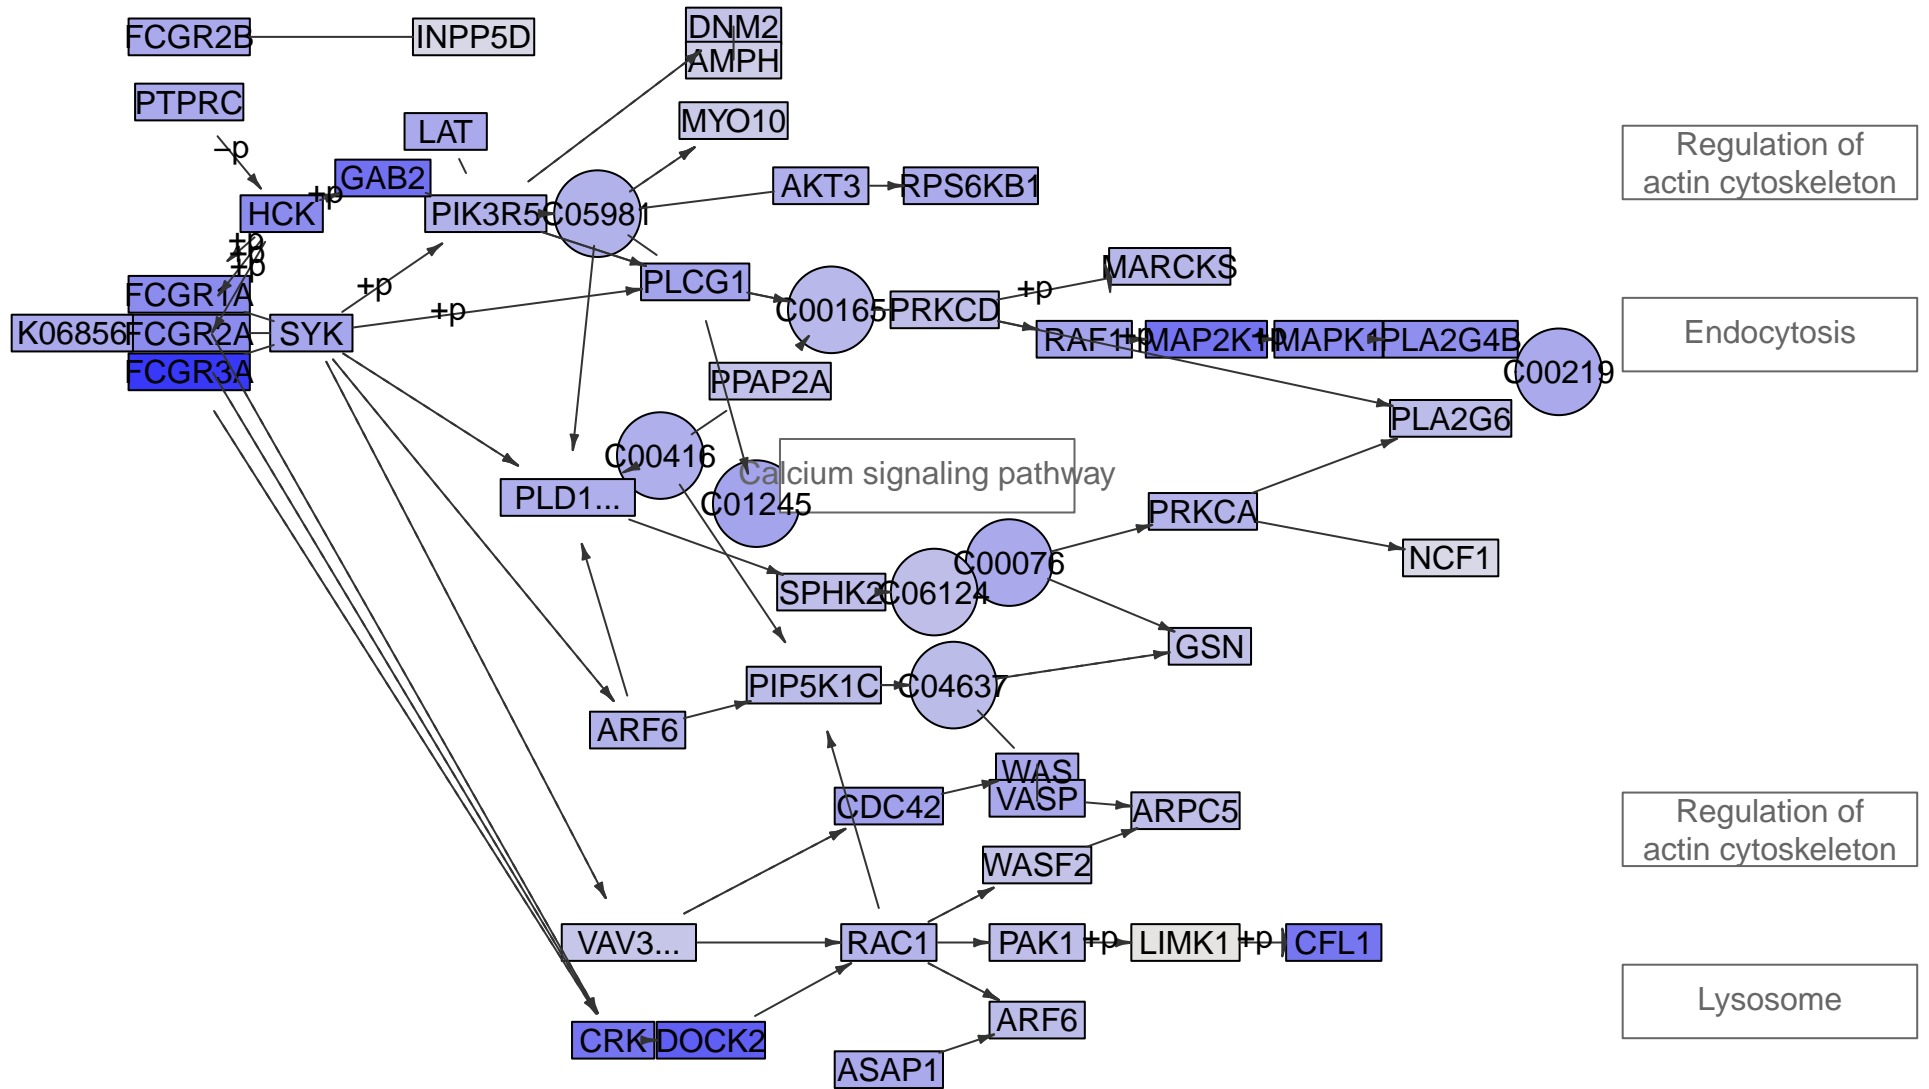 FCGR2B
INPP5D
DNM2
AMPH
PTPRC
LAT
MYO10
Regulation of
actin cytoskeleton
−p
GAB2
+p
AKT3
RPS6KB1
HCK
PIK3R5
C05981
+p
+p
+p
MARCKS
FCGR1A
+p
PLCG1
C00165
PRKCD
+p
K06856
FCGR2A
SYK
+p
RAF1
+p
MAP2K1
+p
MAPK1
PLA2G4B
Endocytosis
FCGR3A
PPAP2A
C00219
PLA2G6
C00416
Calcium signaling pathway
PLD1...
C01245
PRKCA
NCF1
C00076
SPHK2
C06124
GSN
PIP5K1C
C04637
ARF6
WAS
VASP
CDC42
ARPC5
Regulation of
actin cytoskeleton
WASF2
VAV3...
RAC1
PAK1
+p
LIMK1
+p
CFL1
Lysosome
ARF6
CRK
DOCK2
ASAP1